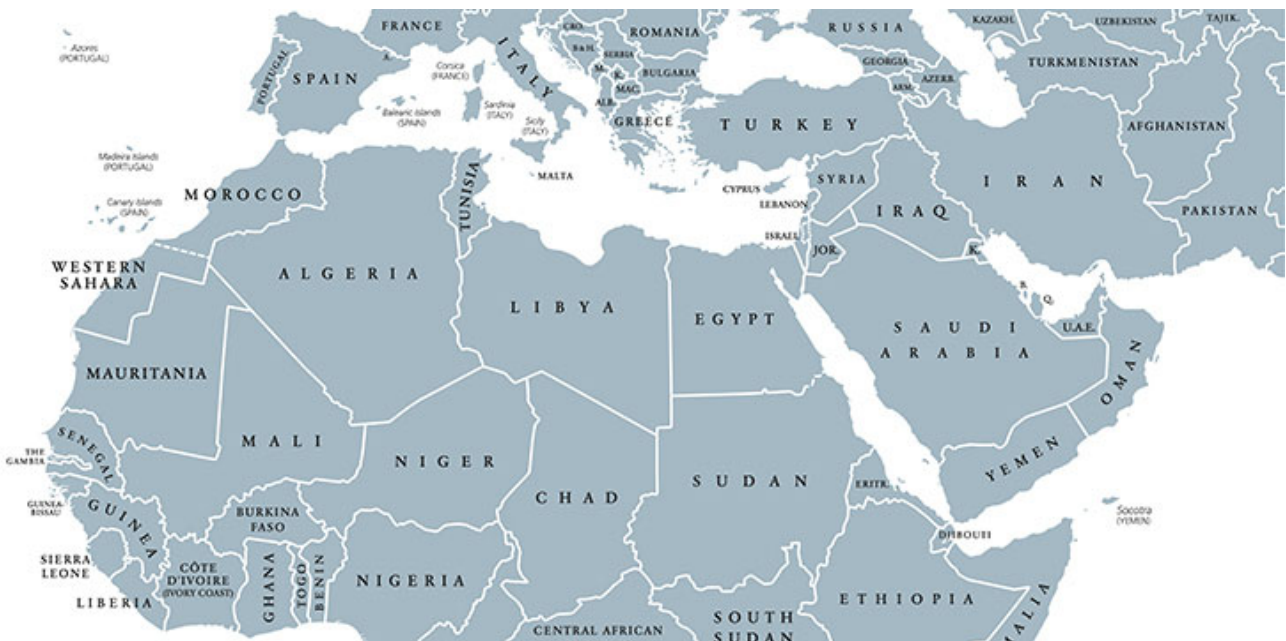 FRANCE
CRO.
ROMANIA
RUSSIA
KAZAKH.
UZBEKISTAN
TAJIK.
Azores
(PORTUGAL)
PORTUGAL
SPAIN
A.
Corsica
(FRANCE)
ITALY
B & H.
SERBIA
M.
K.
BULGARIA
MAC.
ALB.
GREECE
GEORGIA
ARM.
AZERB.
TURKMENISTAN
Balearic Islands
(SPAIN)
Sardinia
(ITALY)
Sicily
(ITALY)
TURKEY
AFGHANISTAN
Madeira Islands
(PORTUGAL)
MALTA
CYPRUS
SYRIA
IRAN
MOROCCO
TUNISIA
LEBANON
IRAQ
PAKISTAN
Canary Islands
(SPAIN)
ISRAEL
JOR.
K.
WESTERN
SAHARA
ALGERIA
LIBYA
EGYPT
SAUDI
ARABIA
B.
Q.
U.A.E.
OMAN
MAURITANIA
SENEGAL
MALI
NIGER
CHAD
SUDAN
ERITR.
YEMEN
THE
GAMBIA
GUINEA-
BISSAU
GUINEA
BURKINA
FASO
DJIBOUTI
Socotra
(YEMEN)
SIERRA
LEONE
LIBERIA
CÔTE
D'IVOIRE
(IVORY COAST)
GHANA
TOGO
BENIN
NIGERIA
ETHIOPIA
CENTRAL AFRICAN
SOUTH
SUDAN
ALIA